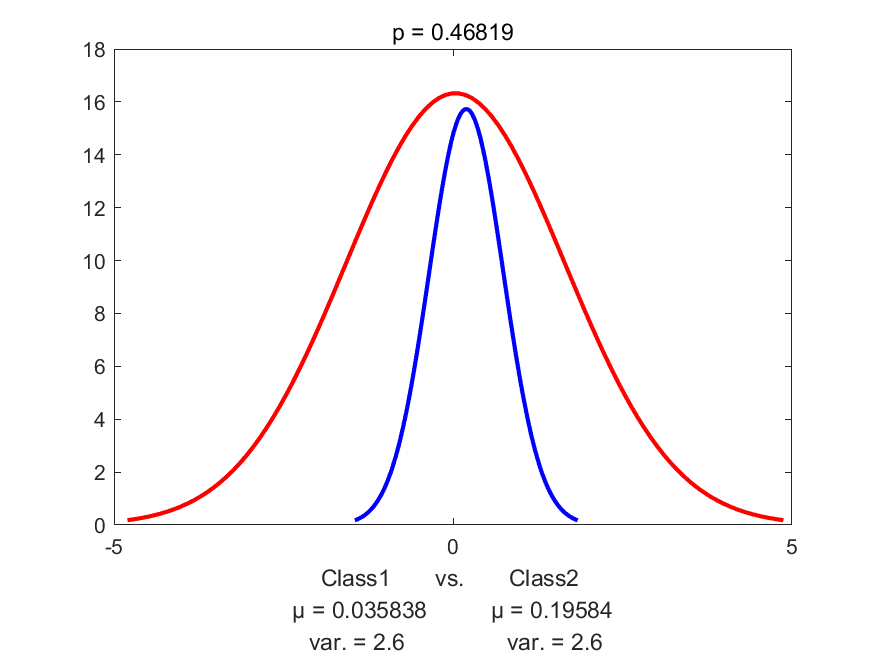 p = 0.46819
18
16
14
12
10
8
6
4
2
0
-5 0 5
Class1 vs. Class2
μ = 0.035838 μ = 0.19584
var. = 2.6 var. = 2.6